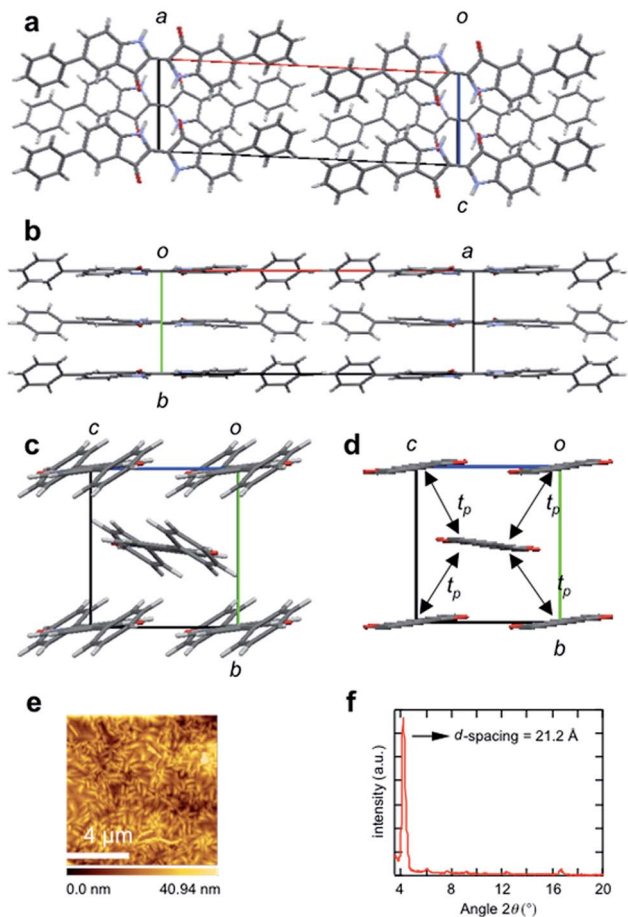 a
a
o
c
b
o
a
b
c
c
o
b
d
c
o
t_p
t_p
t_p
t_p
b
e
4 µm
0.0 nm
40.94 nm
f
d-spacing = 21.2 Å
intensity (a.u.)
4
8
12
16
20
Angle 2θ (°)